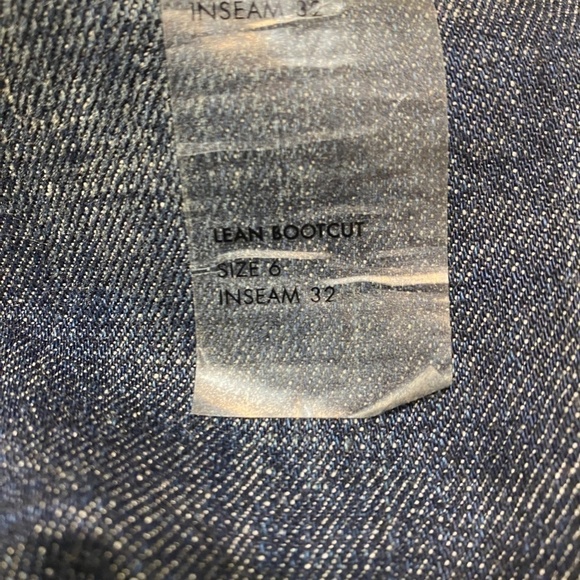 INSEAM 32
LEAN BOOTCUT
SIZE 6
INSEAM 32